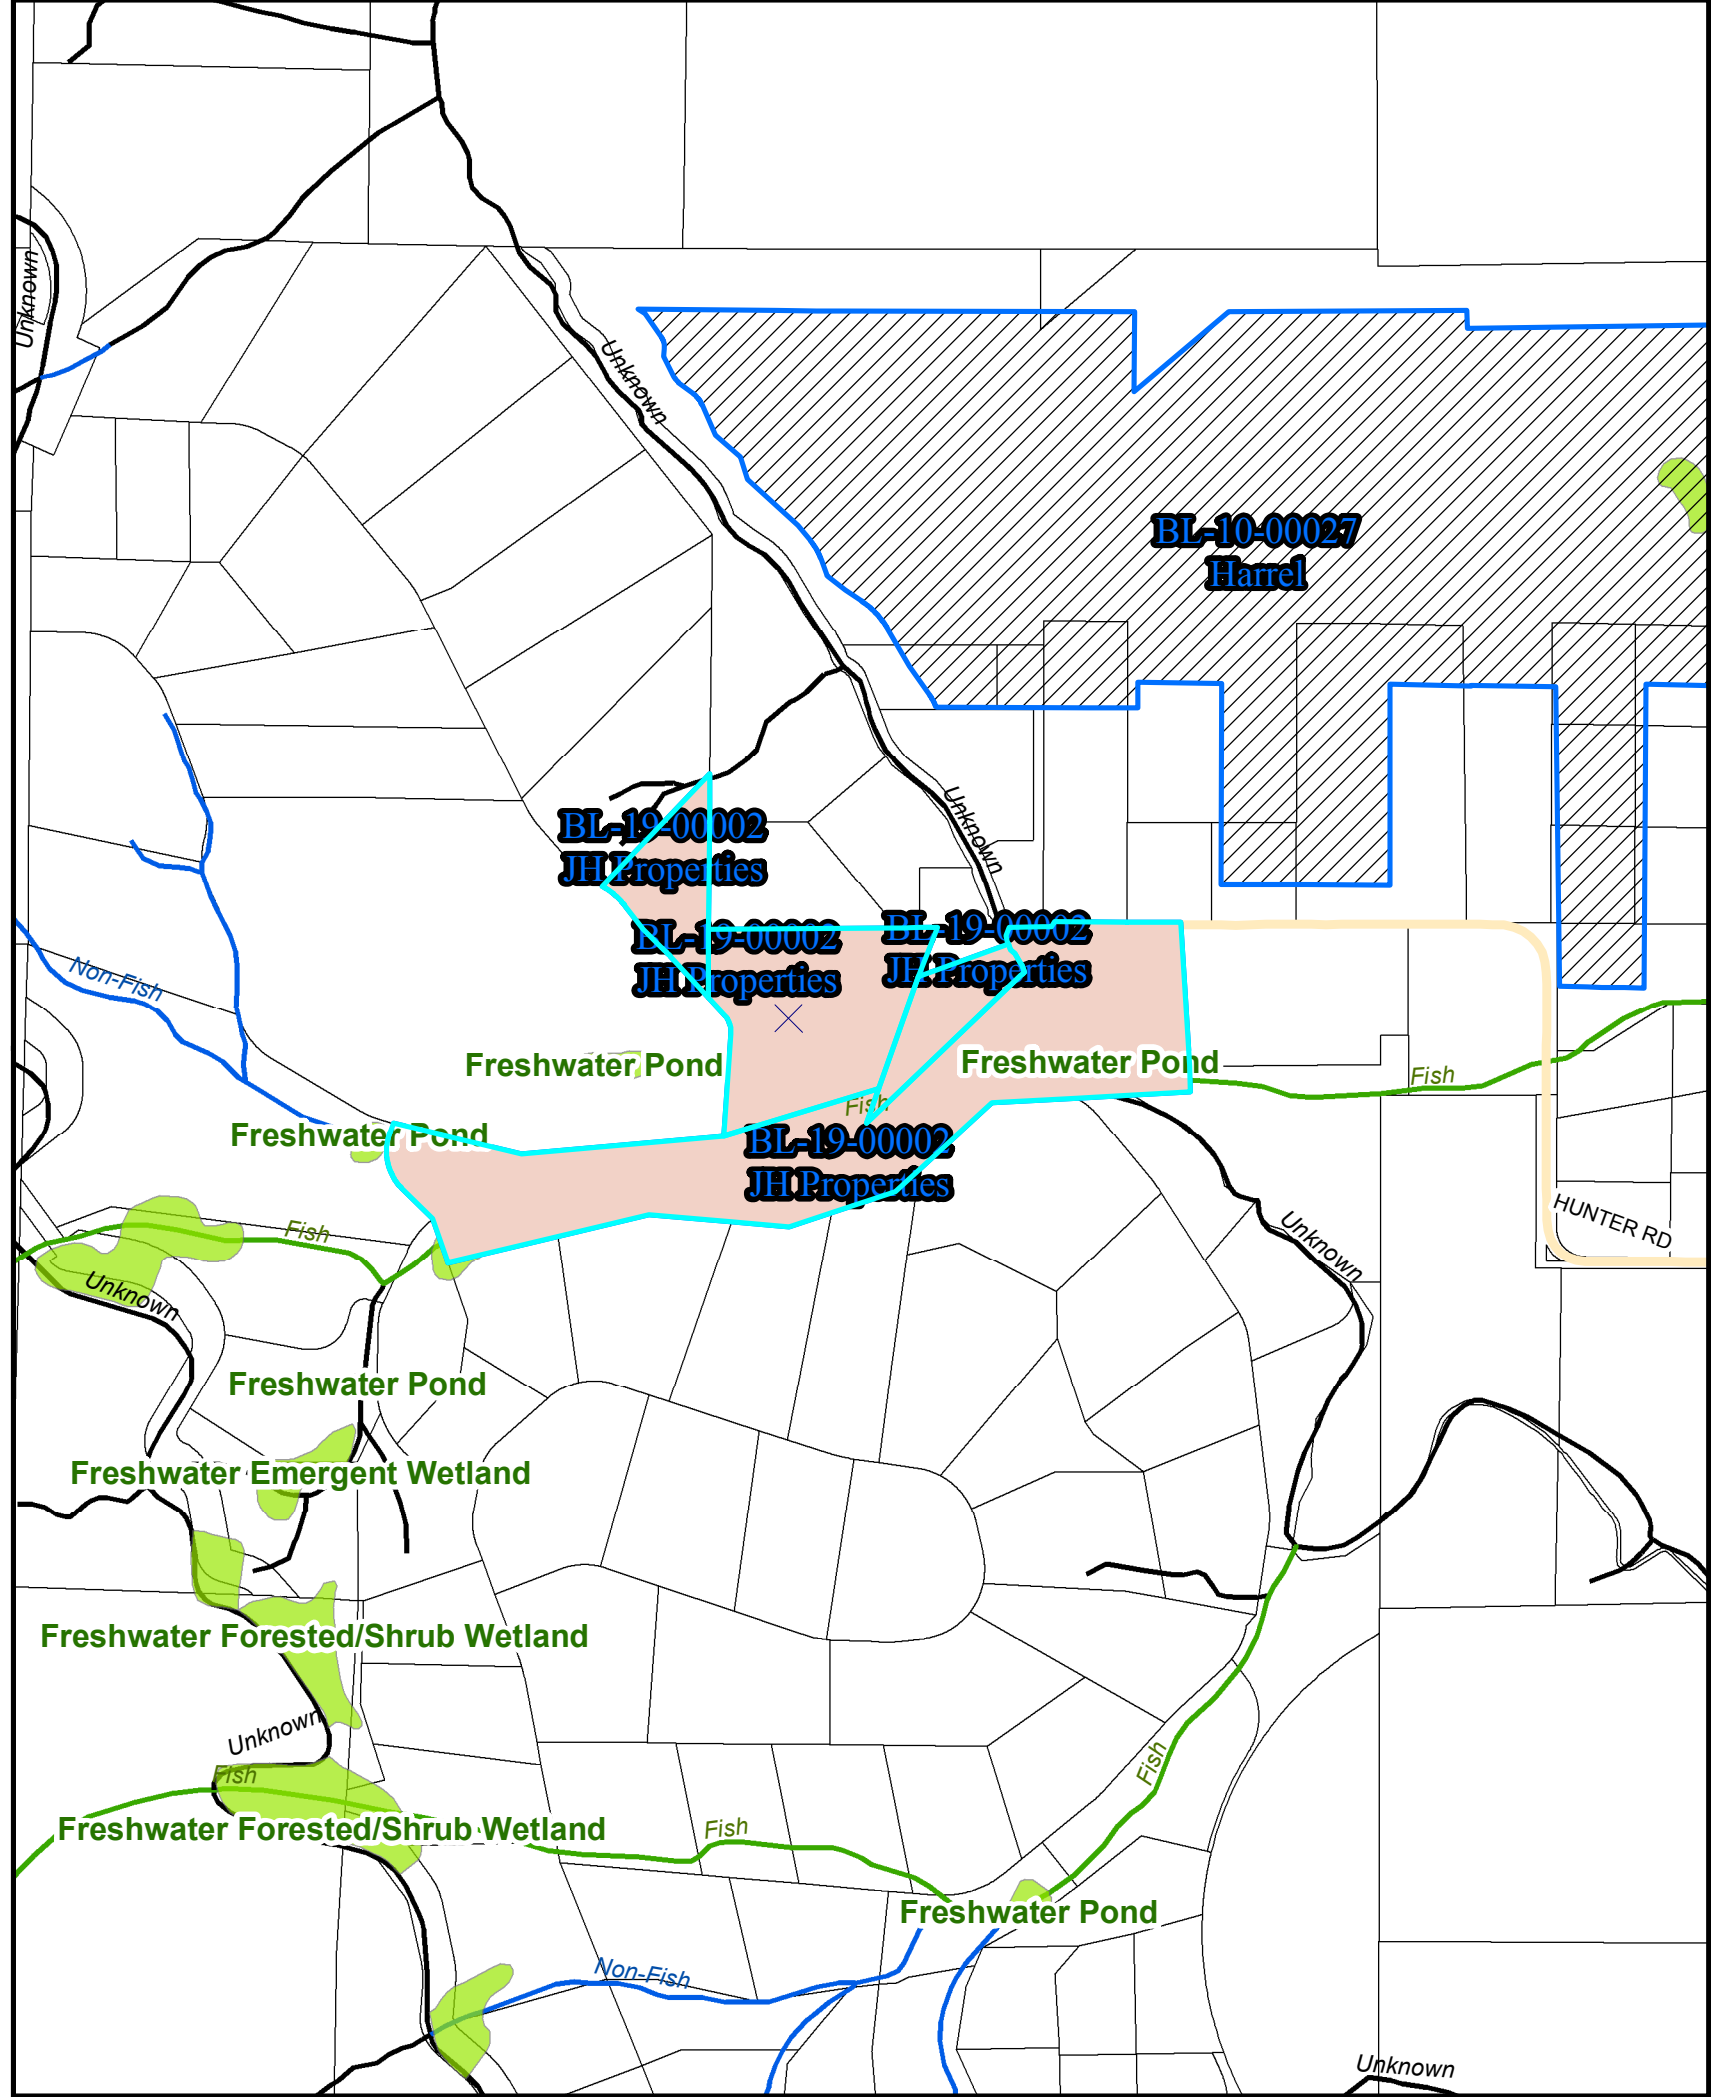 Unknown
Unknown
BL-10-00027
Harrel
Unknown
BL-19-00002
JH Properties
BL-19-00002
JH Properties
BL-19-00002
JH Properties
Non-Fish
Freshwater Pond
Freshwater Pond
Fish
Fish
Freshwater Pond
BL-19-00002
JH Properties
HUNTER RD
Fish
Unknown
Unknown
Freshwater Pond
Freshwater Emergent Wetland
Freshwater Forested/Shrub Wetland
Unknown
Fish
Fish
Freshwater Forested/Shrub Wetland
Fish
Freshwater Pond
Non-Fish
Unknown